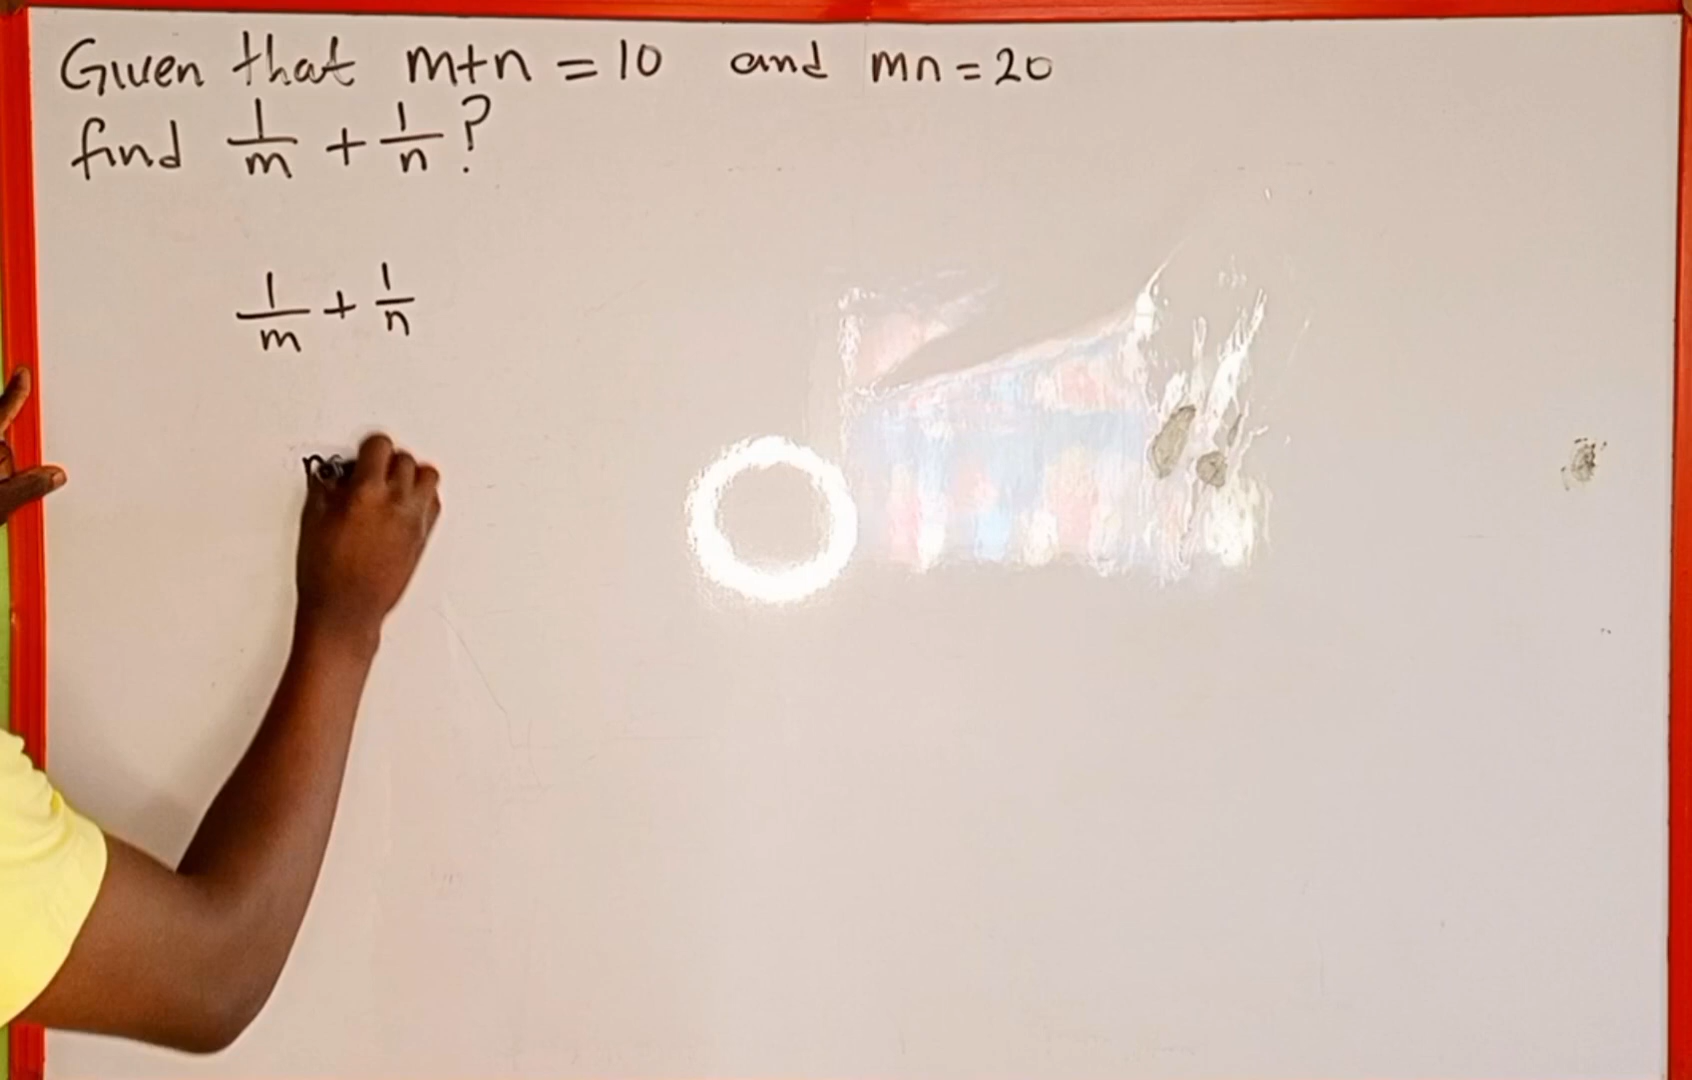 Given that m+n = 10 and mn = 20
find 1/m + 1/n ?
1/m + 1/n